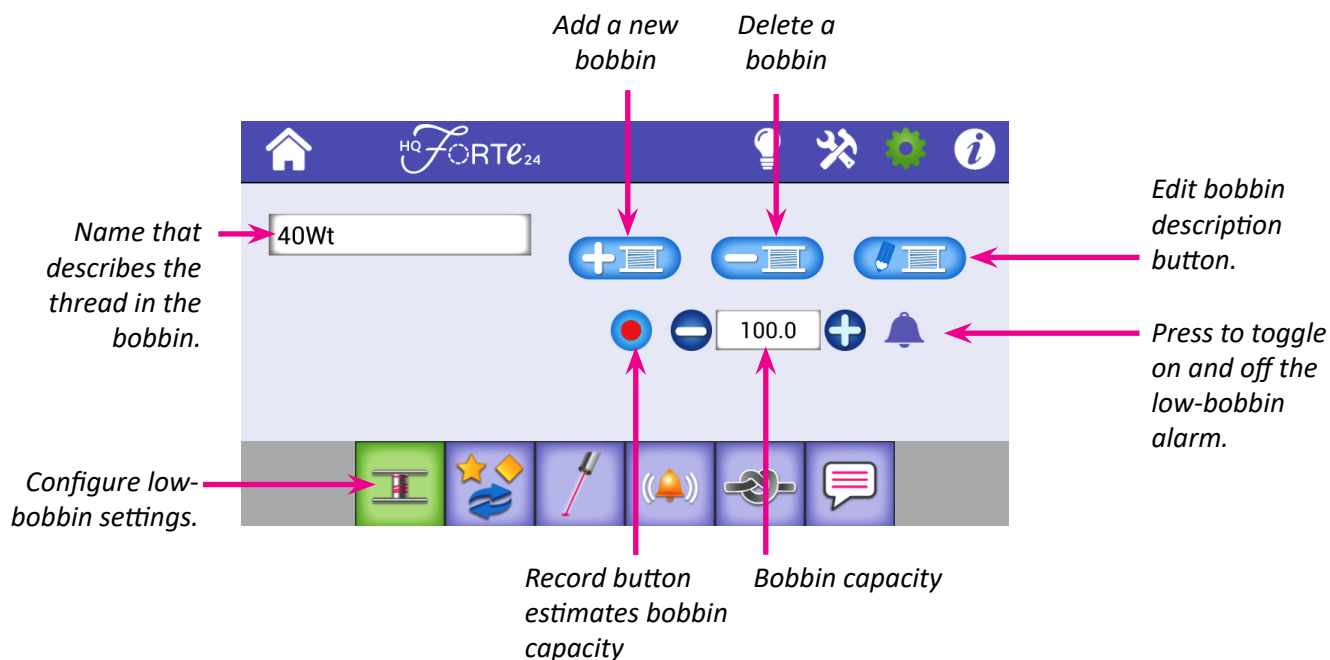 Add a new
bobbin
Delete a
bobbin
HQ FORTE 24
Name that
describes the
thread in the
bobbin.
40Wt
Edit bobbin
description
button.
100.0
Press to toggle
on and off the
low-bobbin
alarm.
Configure low-
bobbin settings.
Record button
estimates bobbin
capacity
Bobbin capacity